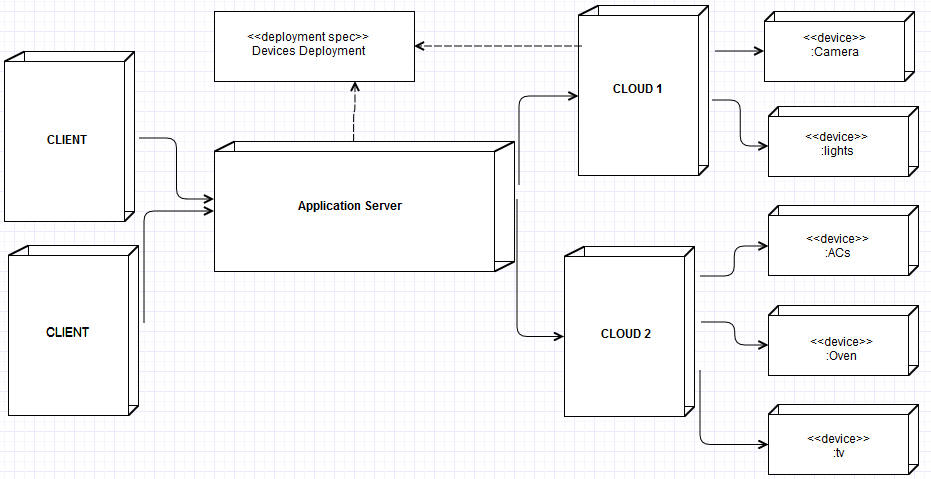 <<deployment spec>>
Devices Deployment
CLIENT
CLIENT
Application Server
CLOUD 1
CLOUD 2
<<device>>
:Camera
<<device>>
:lights
<<device>>
:ACs
<<device>>
:Oven
<<device>>
:tv